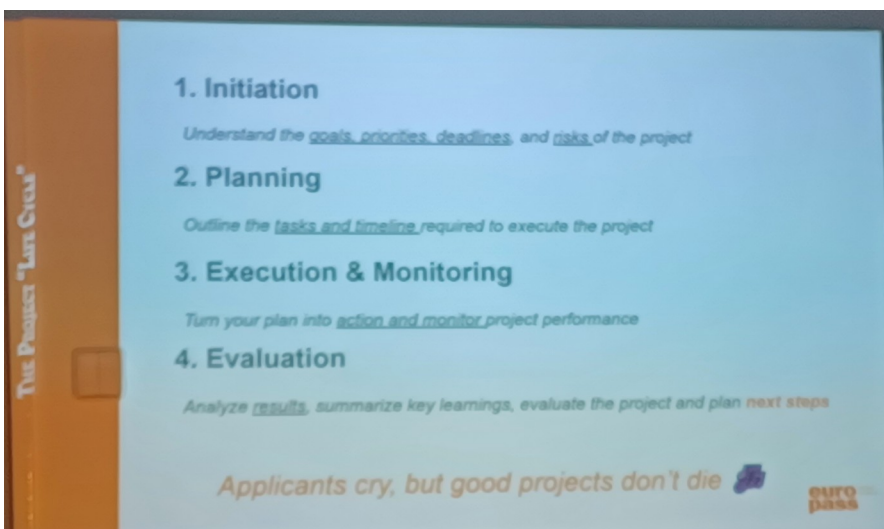 THE PROJECT "LIFE CYCLE"
1. Initiation
Understand the goals, priorities, deadlines, and risks of the project
2. Planning
Outline the tasks and timeline required to execute the project
3. Execution & Monitoring
Turn your plan into action and monitor project performance
4. Evaluation
Analyze results, summarize key learnings, evaluate the project and plan next steps
Applicants cry, but good projects don't die
euro
pass